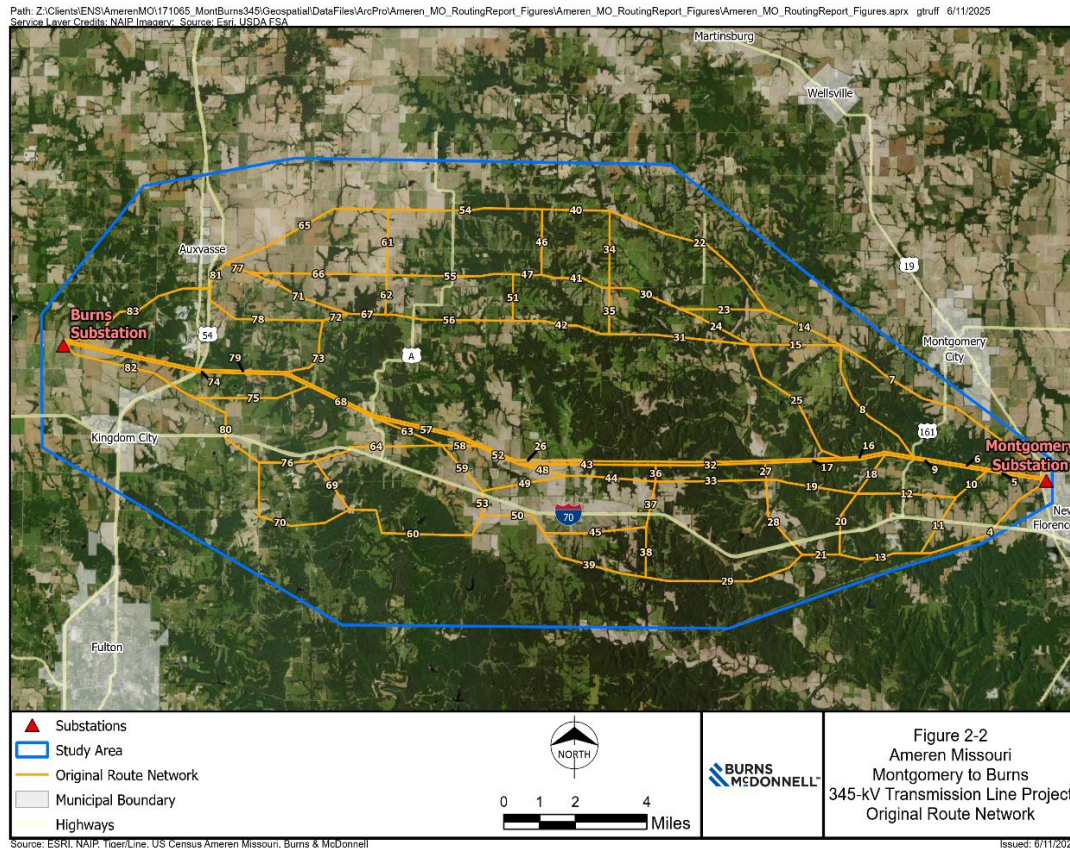 Path: Z:\Clients\ENS\AmerenMO\171065_MontBurns345\Geospatial\DataFiles\ArcPro\Ameren_MO_RoutingReport_Figures\Ameren_MO_RoutingReport_Figures\Ameren_MO_RoutingReport_Figures.aprx gtruff 6/11/2025
Service Layer Credits: NAIP Imagery: Source: Esri, USDA FSA
Martinsburg
Wellsville
54
40
65
61
46
34
22
Auxvasse
19
81
77
66
55
47
41
62
51
30
71
83
Burns
Substation
78
72
67
56
42
35
24
23
14
54
31
15
Montgomery
City
79
73
A
82
74
7
75
68
25
8
Kingdom City
80
63
57
161
64
58
26
16
Montgomery
Substation
76
59
52
48
43
32
27
17
18
9
6
5
69
49
44
36
33
19
10
53
37
12
70
50
70
28
20
11
New
Florence
60
45
4
38
21
13
39
29
Fulton
Substations
Study Area
Original Route Network
Municipal Boundary
Highways
NORTH
0 1 2 4
Miles
BURNS
MCDONNELL
Figure 2-2
Ameren Missouri
Montgomery to Burns
345-kV Transmission Line Project
Original Route Network
Source: ESRI, NAIP, Tiger/Line, US Census Ameren Missouri, Burns & McDonnell
Issued: 6/11/202